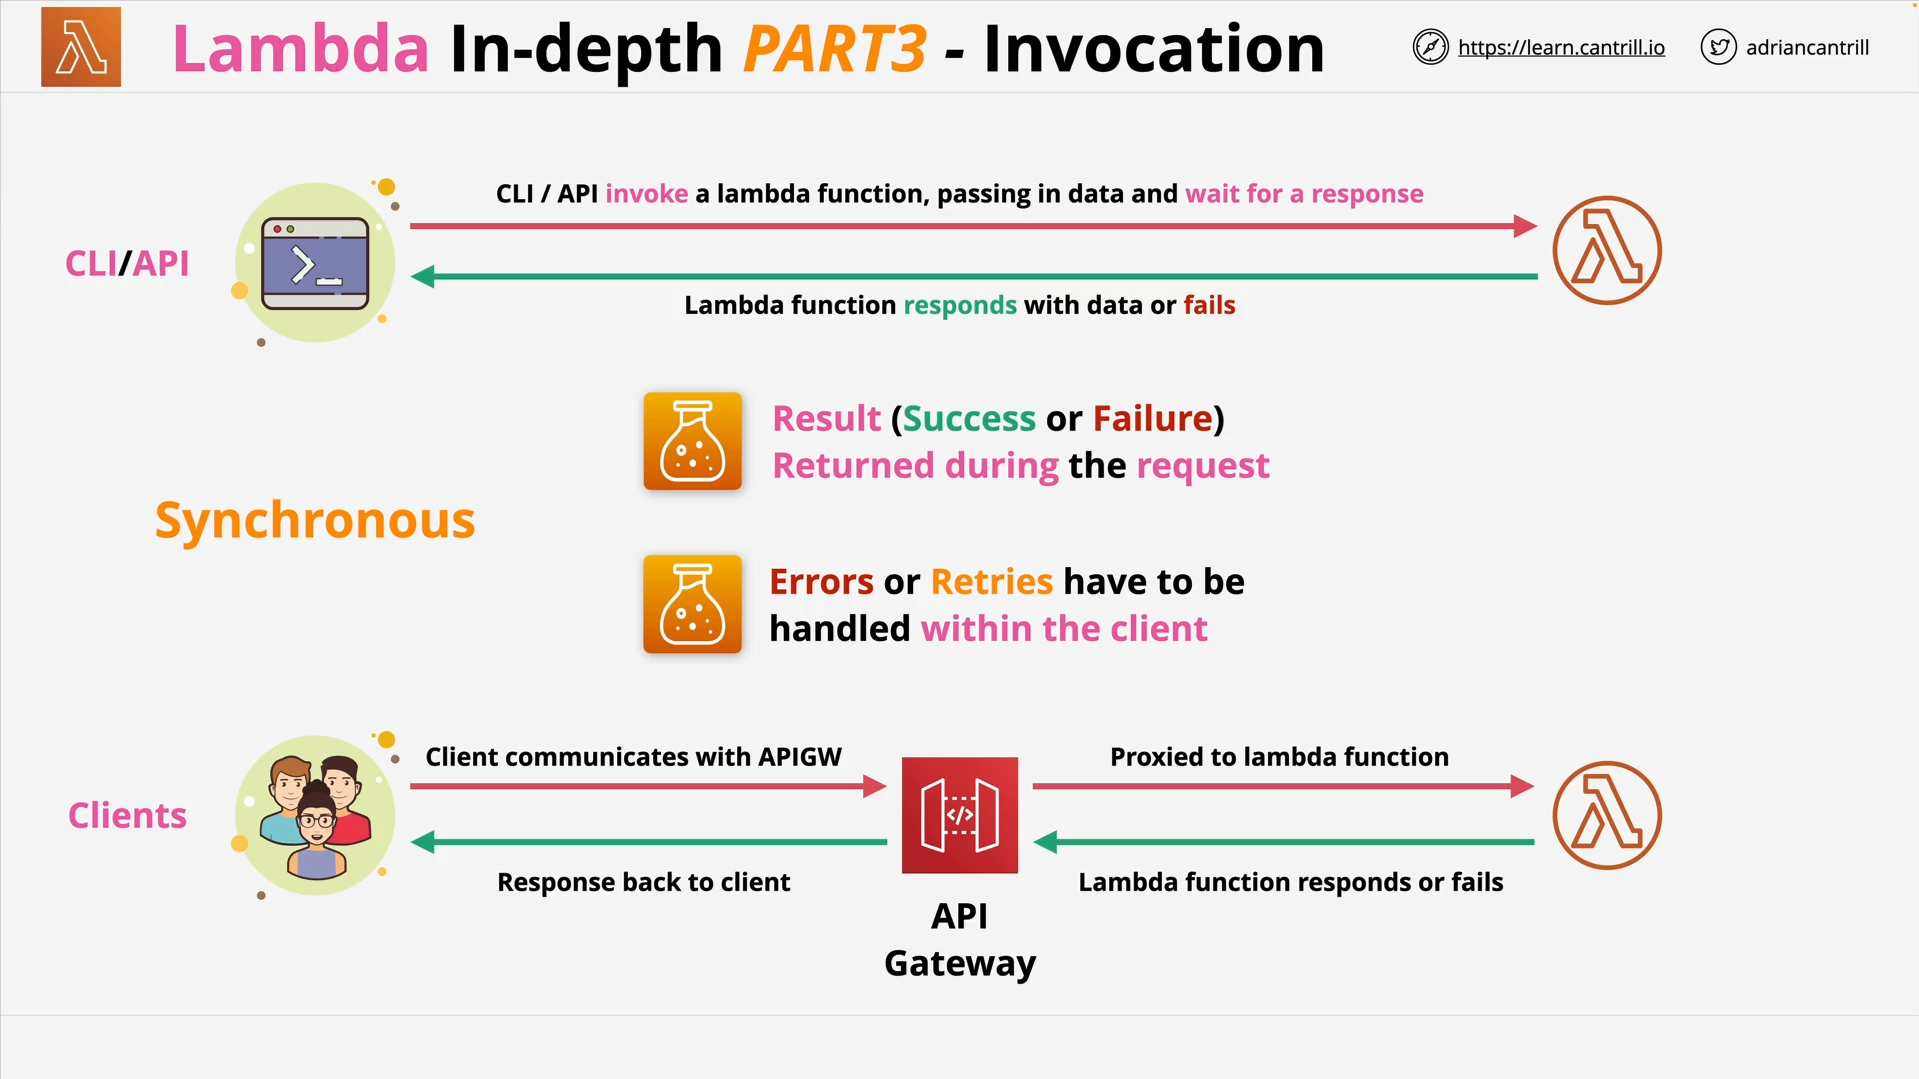 Lambda In-depth PART3 - Invocation
https://learn.cantrill.io
adriancantrill
CLI / API invoke a lambda function, passing in data and wait for a response
CLI/API
Lambda function responds with data or fails
Result (Success or Failure)
Returned during the request
Synchronous
Errors or Retries have to be
handled within the client
Client communicates with APIGW
Proxied to lambda function
Clients
Response back to client
Lambda function responds or fails
API
Gateway